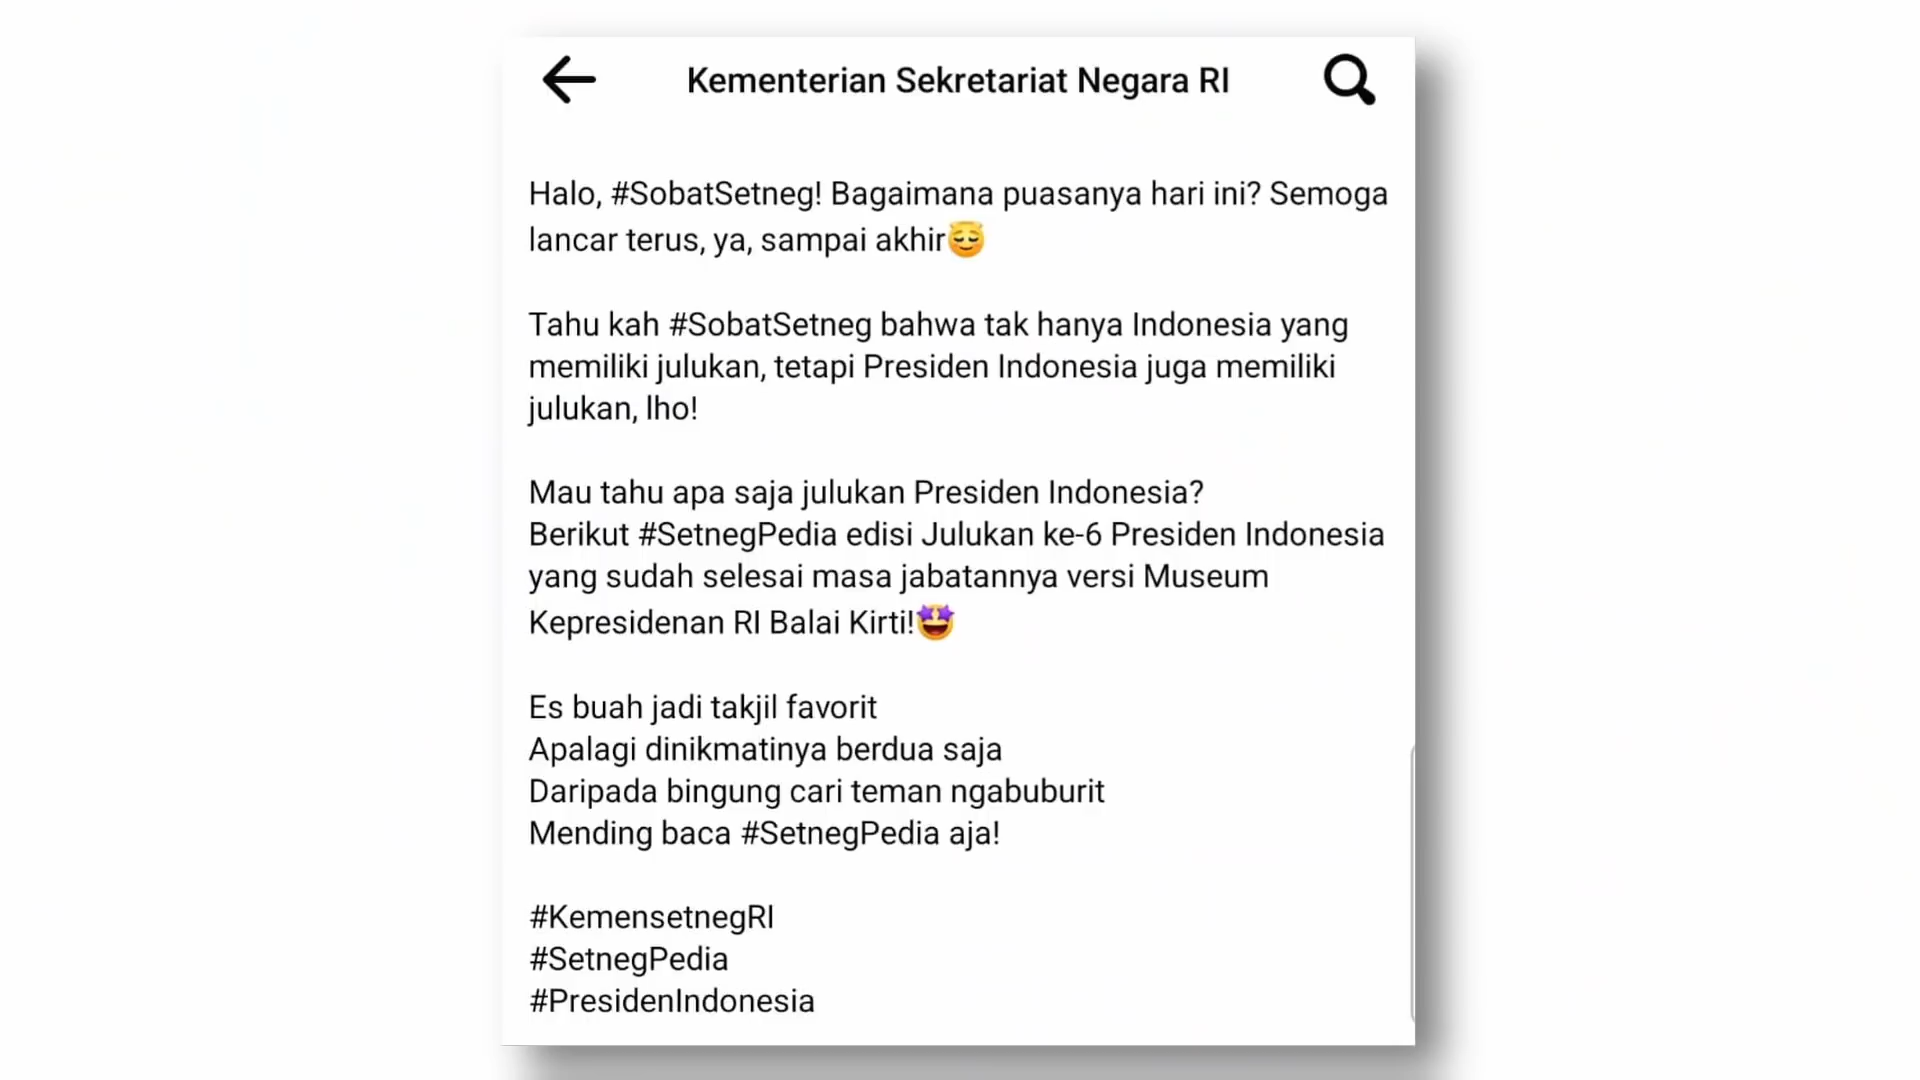 Kementerian Sekretariat Negara RI
Halo, #SobatSetneg! Bagaimana puasanya hari ini? Semoga
lancar terus, ya, sampai akhir😇
Tahu kah #SobatSetneg bahwa tak hanya Indonesia yang
memiliki julukan, tetapi Presiden Indonesia juga memiliki
julukan, lho!
Mau tahu apa saja julukan Presiden Indonesia?
Berikut #SetnegPedia edisi Julukan ke-6 Presiden Indonesia
yang sudah selesai masa jabatannya versi Museum
Kepresidenan RI Balai Kirti!🤩
Es buah jadi takjil favorit
Apalagi dinikmatinya berdua saja
Daripada bingung cari teman ngabuburit
Mending baca #SetnegPedia aja!
#KemensetnegRI
#SetnegPedia
#PresidenIndonesia